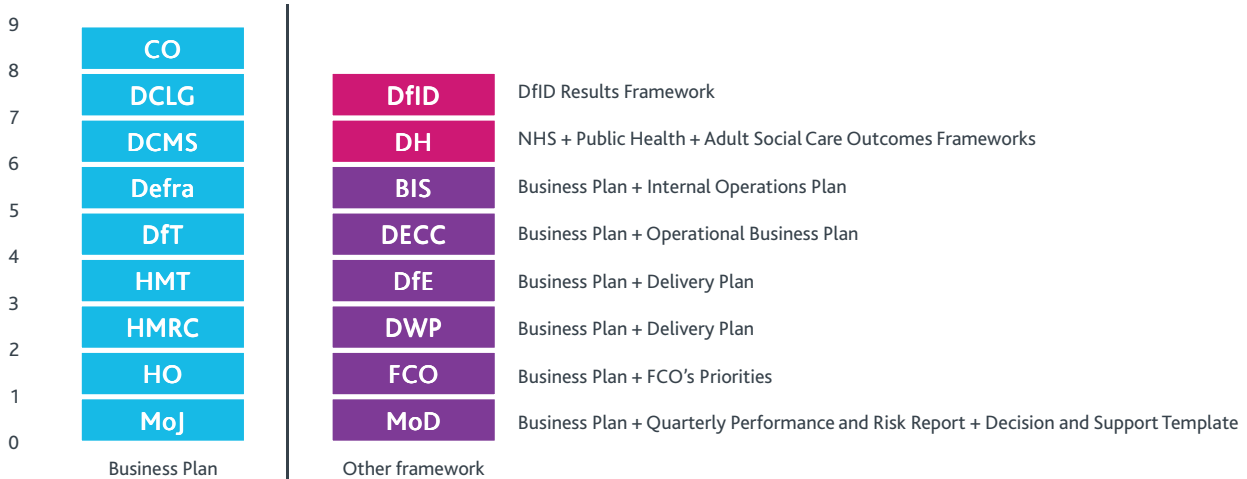 9
CO
8
DCLG
DfID
DfID Results Framework
7
DCMS
DH
NHS + Public Health + Adult Social Care Outcomes Frameworks
6
Defra
BIS
Business Plan + Internal Operations Plan
5
DfT
DECC
Business Plan + Operational Business Plan
4
HMT
DfE
Business Plan + Delivery Plan
3
HMRC
DWP
Business Plan + Delivery Plan
2
HO
FCO
Business Plan + FCO’s Priorities
1
MoJ
MoD
Business Plan + Quarterly Performance and Risk Report + Decision and Support Template
0
Business Plan
Other framework